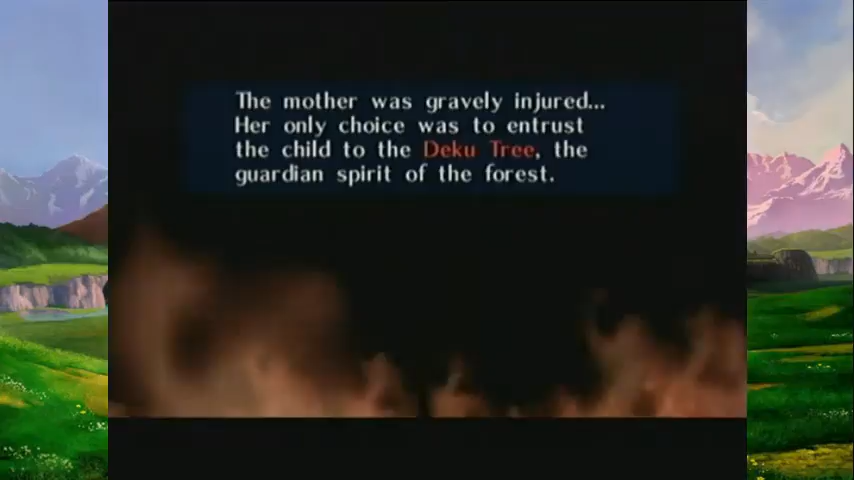 The mother was gravely injured...
Her only choice was to entrust
the child to the Deku Tree, the
guardian spirit of the forest.